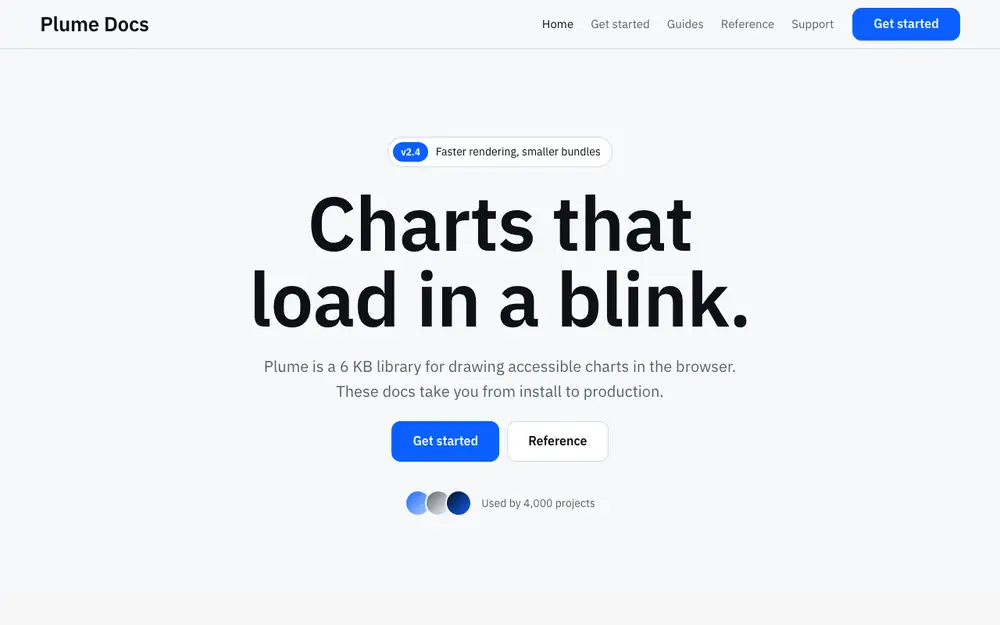 Plume Docs
Home
Get started
Guides
Reference
Support
Get started
v2.4 Faster rendering, smaller bundles
Charts that
load in a blink.
Plume is a 6 KB library for drawing accessible charts in the browser.
These docs take you from install to production.
Get started
Reference
Used by 4,000 projects